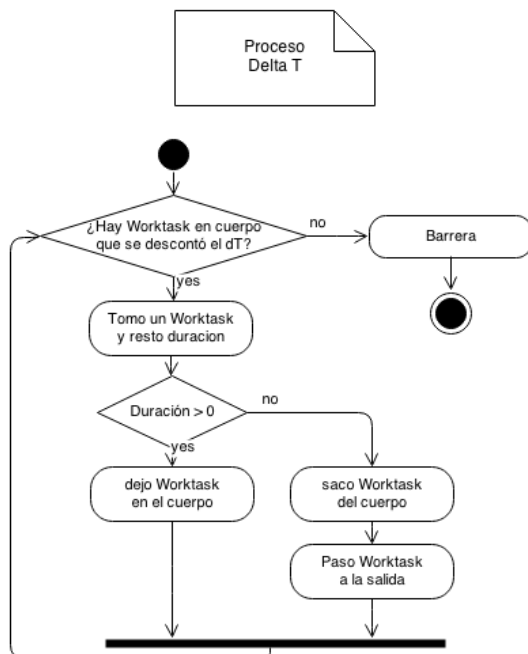 Proceso
Delta T
¿Hay Worktask en cuerpo
que se descontó el dT?
no
Barrera
yes
Tomo un Worktask
y resto duracion
Duración > 0
no
yes
dejo Worktask
en el cuerpo
saco Worktask
del cuerpo
Paso Worktask
a la salida